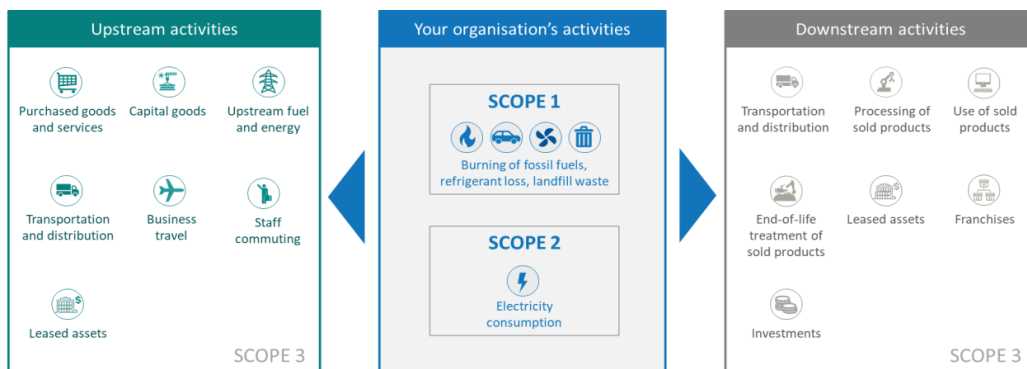 Upstream activities
Purchased goods
and services
Capital goods
Upstream fuel
and energy
Transportation
and distribution
Business
travel
Staff
commuting
Leased assets
SCOPE 3
Your organisation's activities
SCOPE 1
Burning of fossil fuels,
refrigerant loss, landfill waste
SCOPE 2
Electricity
consumption
Downstream activities
Transportation
and distribution
Processing of
sold products
Use of sold
products
End-of-life
treatment of
sold products
Leased assets
Franchises
Investments
SCOPE 3